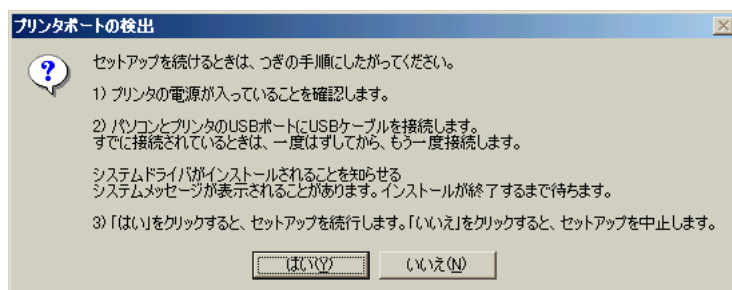 プリンタポートの検出
セットアップを続けるときは、つぎの手順にしたがってください。
1) プリンタの電源が入っていることを確認します。
2) パソコンとプリンタのUSBポートにUSBケーブルを接続します。
すでに接続されているときは、一度はずしてから、もう一度接続します。
システムドライバがインストールされることを知らせる
システムメッセージが表示されることがあります。インストールが終了するまで待ちます。
3) 「はい」をクリックすると、セットアップを続行します。「いいえ」をクリックすると、セットアップを中止します。
はい(Y)
いいえ(N)